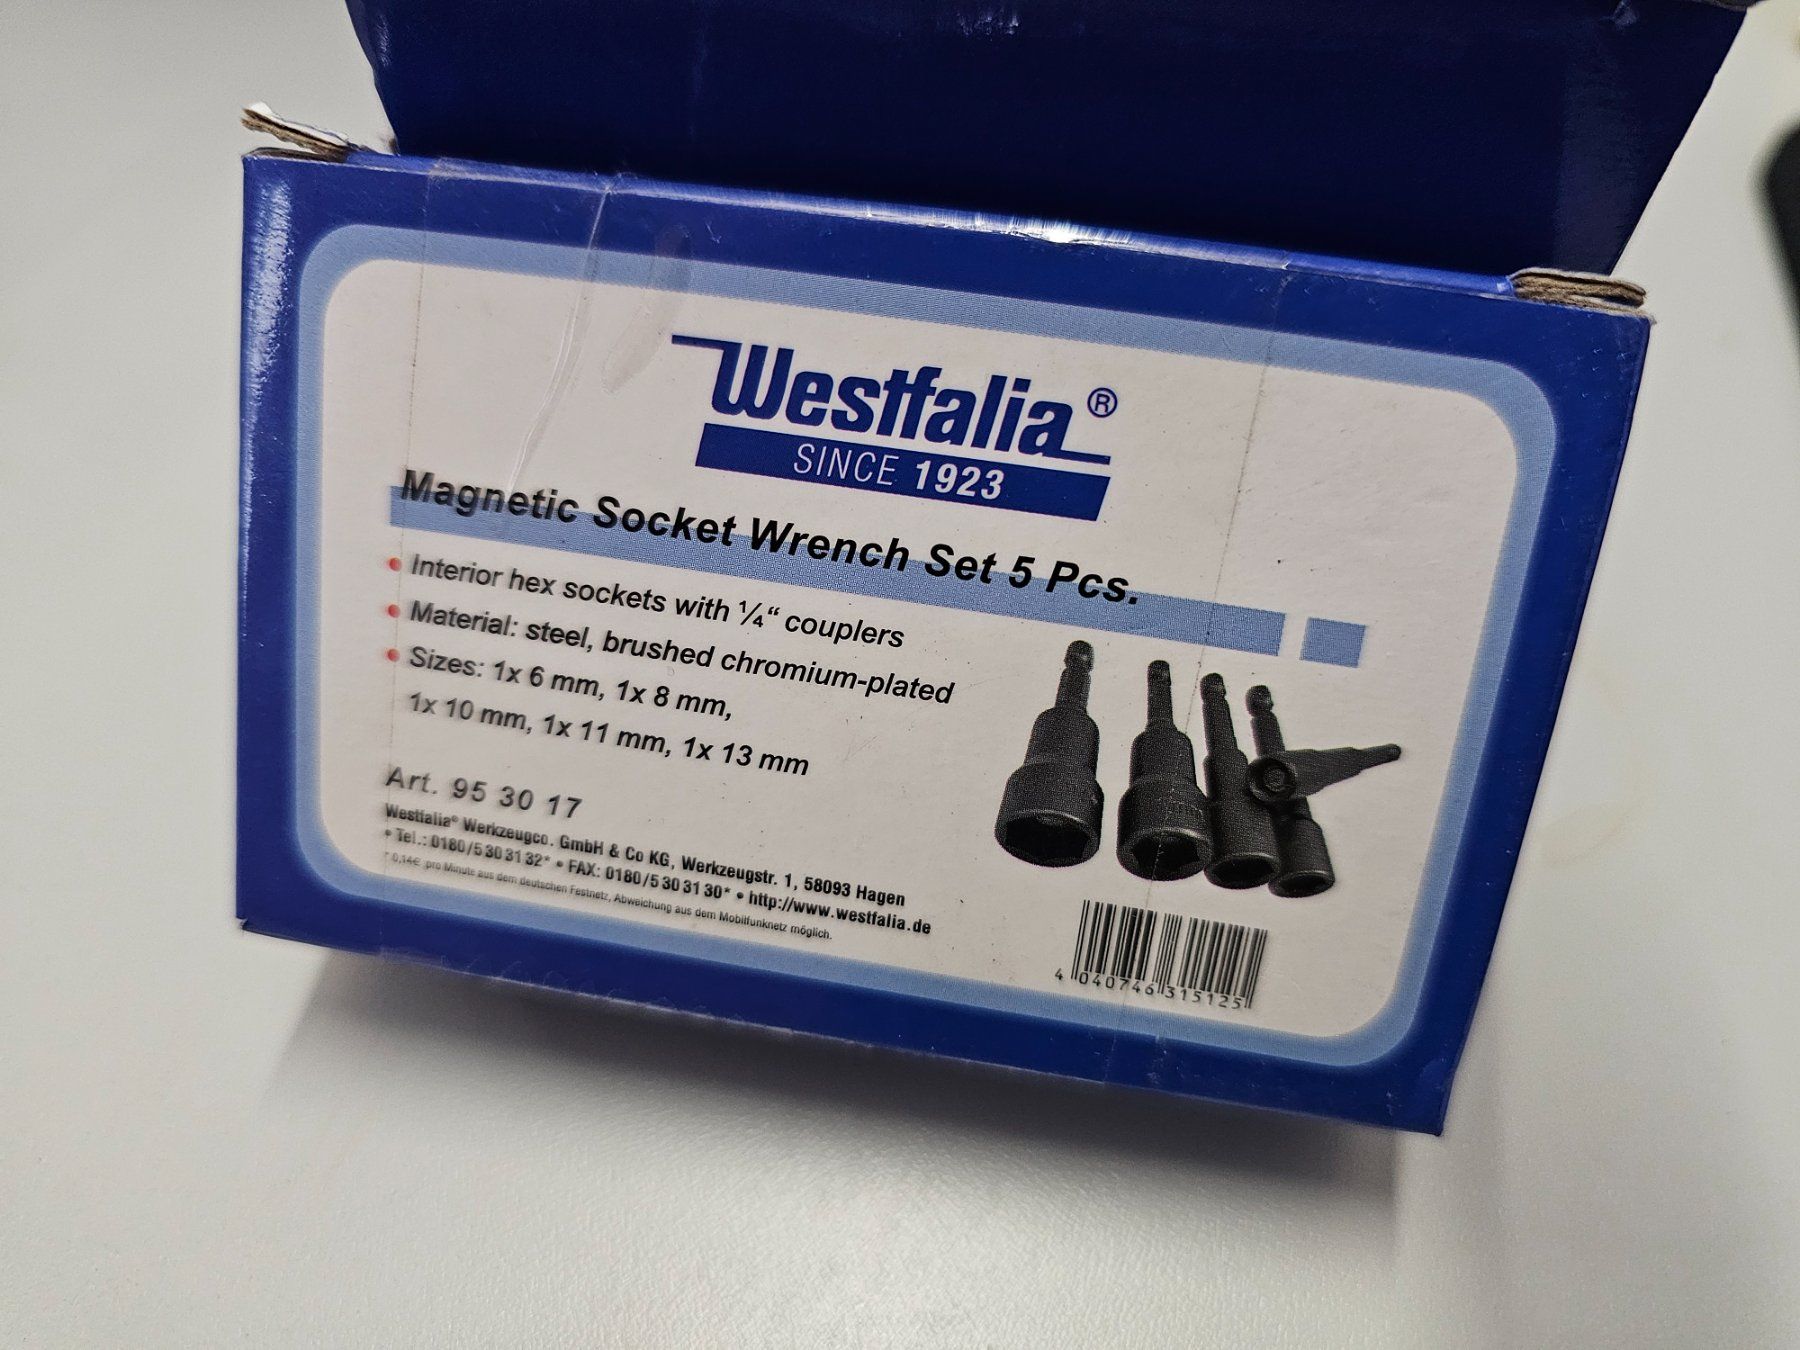 Westfalia®
SINCE 1923
Magnetic Socket Wrench Set 5 Pcs.
• Interior hex sockets with ¼“ couplers
• Material: steel, brushed chromium-plated
• Sizes: 1x 6 mm, 1x 8 mm,
1x 10 mm, 1x 11 mm, 1x 13 mm
Art. 95 30 17
Westfalia® Werkzeugco. GmbH & Co KG, Werkzeugstr. 1, 58093 Hagen
• Tel.: 0180/5 30 31 32* • FAX: 0180/5 30 31 30* • http://www.westfalia.de
* 0,14€ pro Minute aus dem deutschen Festnetz, Abweichung aus dem Mobilfunknetz möglich.
4 040746 315125